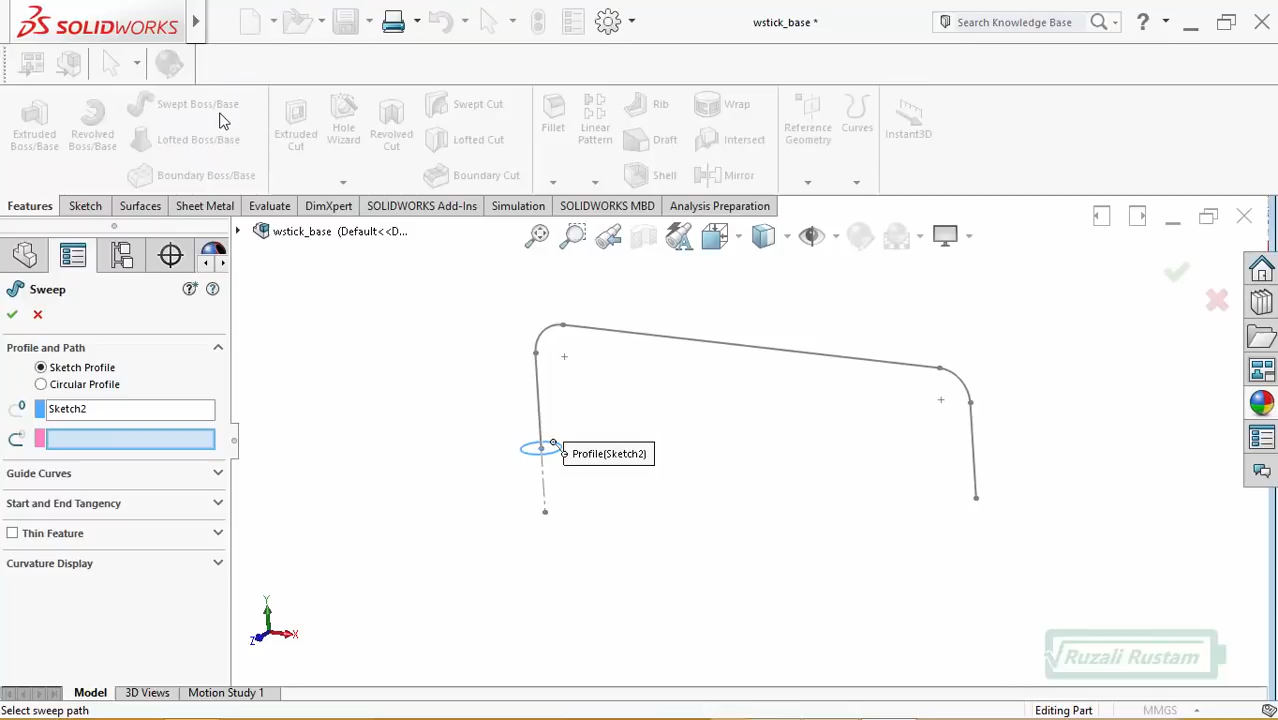 SOLIDWORKS
wstick_base *
Search Knowledge Base
?
Extruded Boss/Base
Revolved Boss/Base
Swept Boss/Base
Lofted Boss/Base
Boundary Boss/Base
Extruded Cut
Hole Wizard
Revolved Cut
Swept Cut
Lofted Cut
Boundary Cut
Fillet
Linear Pattern
Rib
Draft
Shell
Wrap
Intersect
Mirror
Reference Geometry
Curves
Instant3D
Features
Sketch
Surfaces
Sheet Metal
Evaluate
DimXpert
SOLIDWORKS Add-Ins
Simulation
SOLIDWORKS MBD
Analysis Preparation
wstick_base (Default<<D...
Sweep
Profile and Path
Sketch Profile
Circular Profile
Sketch2
Guide Curves
Start and End Tangency
Thin Feature
Curvature Display
Profile(Sketch2)
Y
X
Z
Ruzali Rustam
Model
3D Views
Motion Study 1
Select sweep path
Editing Part
MMGS